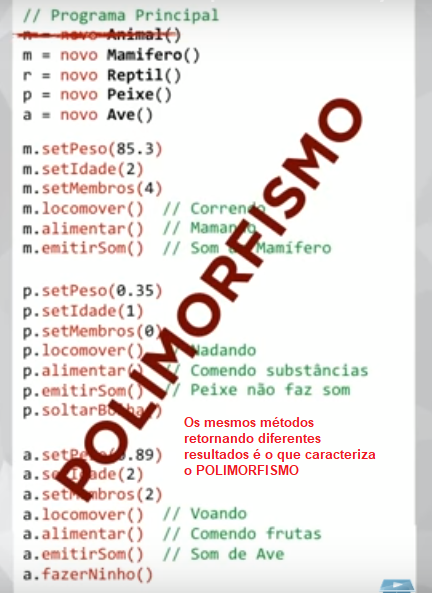 // Programa Principal
n = novo Animal()
m = novo Mamifero()
r = novo Reptil()
p = novo Peixe()
a = novo Ave()
m.setPeso(85.3)
m.setIdade(2)
m.setMembros(4)
m.locomover() // Correndo
m.alimentar() // Mamando
m.emitirSom() // Som de Mamífero
p.setPeso(0.35)
p.setIdade(1)
p.setMembros(0)
p.locomover() // Nadando
p.alimentar() // Comendo substâncias
p.emitirSom() // Peixe não faz som
p.soltarBolha()
a.setPeso(0.89)
a.setIdade(2)
a.setMembros(2)
a.locomover() // Voando
a.alimentar() // Comendo frutas
a.emitirSom() // Som de Ave
a.fazerNinho()
POLIMORFISMO
Os mesmos métodos
retornando diferentes
resultados é o que caracteriza
o POLIMORFISMO